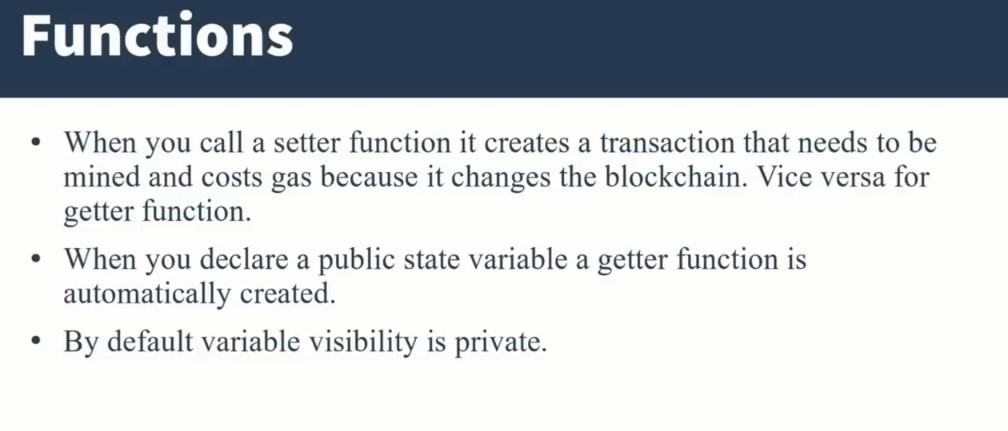 Functions
• When you call a setter function it creates a transaction that needs to be
mined and costs gas because it changes the blockchain. Vice versa for
getter function.
• When you declare a public state variable a getter function is
automatically created.
• By default variable visibility is private.